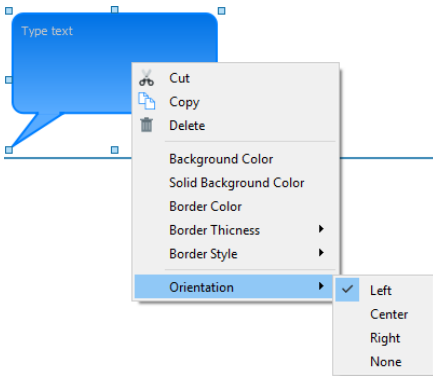 Type text
Cut
Copy
Delete
Background Color
Solid Background Color
Border Color
Border Thicness
Border Style
Orientation
Left
Center
Right
None